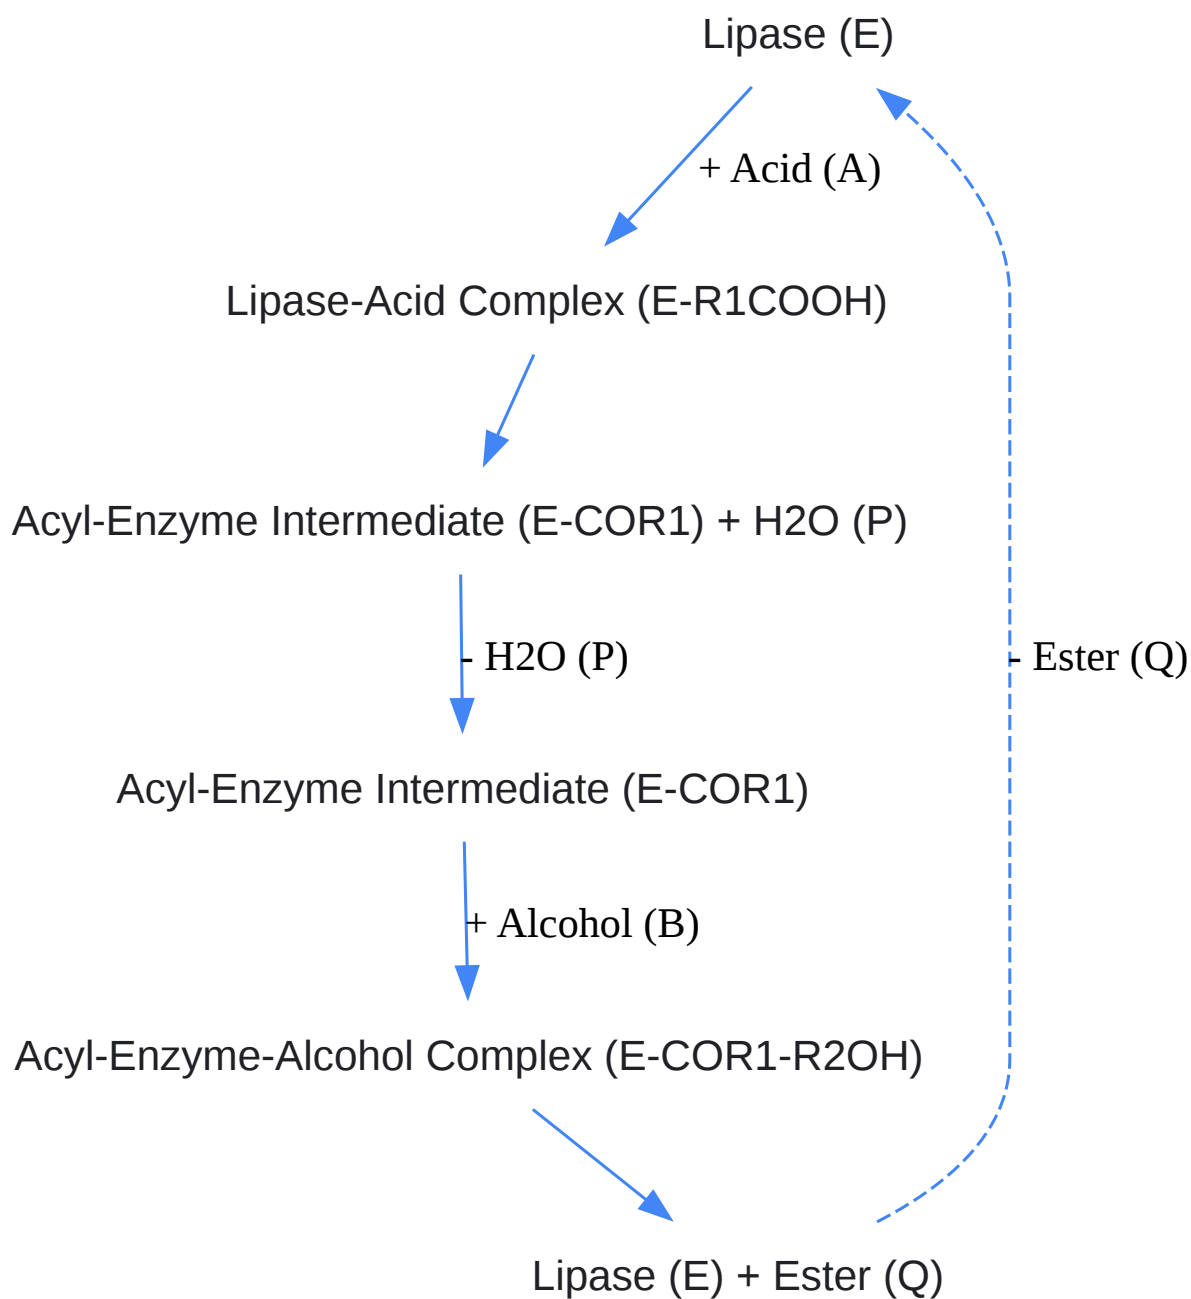 Lipase (E)
+ Acid (A)
Lipase-Acid Complex (E-R1COOH)
Acyl-Enzyme Intermediate (E-COR1) + H2O (P)
- H2O (P)
- Ester (Q)
Acyl-Enzyme Intermediate (E-COR1)
+ Alcohol (B)
Acyl-Enzyme-Alcohol Complex (E-COR1-R2OH)
Lipase (E) + Ester (Q)